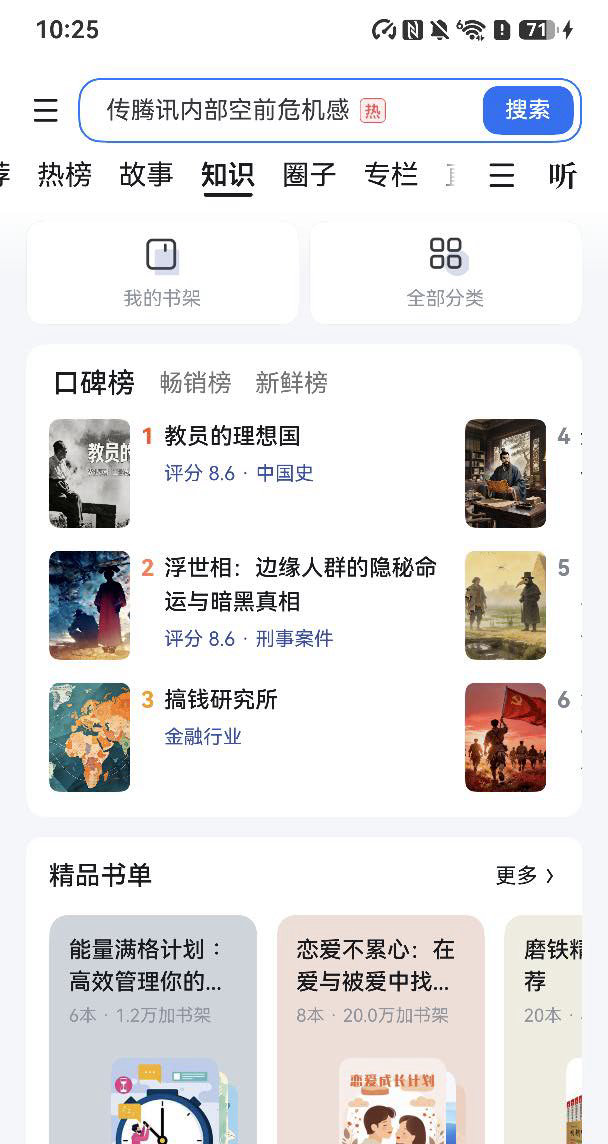 10:25
71
传腾讯内部空前危机感 热 搜索
热榜 故事 知识 圈子 专栏 听
我的书架 全部分类
口碑榜 畅销榜 新鲜榜
教员的
1 教员的理想国
评分 8.6 · 中国史
4
2 浮世相：边缘人群的隐秘命
运与暗黑真相
评分 8.6 · 刑事案件
5
3 搞钱研究所
金融行业
6
精品书单 更多
能量满格计划：
高效管理你的...
6本 · 1.2万加书架
恋爱不累心：在
爱与被爱中找...
8本 · 20.0万加书架
恋爱成长计划
磨铁精
荐
20本 ·